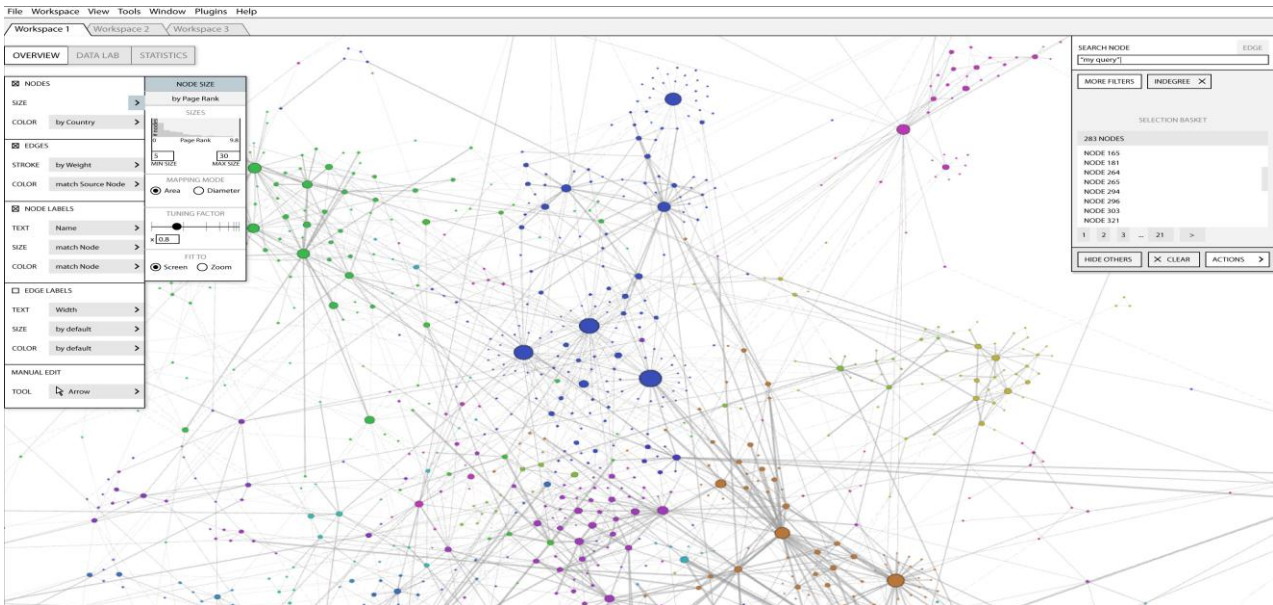 File Workspace View Tools Window Plugins Help
Workspace 1 Workspace 2 Workspace 3
OVERVIEW DATA LAB STATISTICS
NODES
SIZE >
COLOR by Country >
EDGES
STROKE by Weight >
COLOR match Source Node >
NODE LABELS
TEXT Name >
SIZE match Node >
COLOR match Node >
EDGE LABELS
TEXT Width >
SIZE by default >
COLOR by default >
MANUAL EDIT
TOOL Arrow >
NODE SIZE
by Page Rank
SIZES
# Nodes
0 Page Rank 9.8
5 30
MIN SIZE MAX SIZE
MAPPING MODE
Area Diameter
TUNING FACTOR
× 0.8
FIT TO
Screen Zoom
SEARCH NODE EDGE
"my query"
MORE FILTERS INDEGREE X
SELECTION BASKET
283 NODES
NODE 165
NODE 181
NODE 264
NODE 265
NODE 294
NODE 296
NODE 303
NODE 321
1 2 3 ... 21 >
HIDE OTHERS X CLEAR ACTIONS >